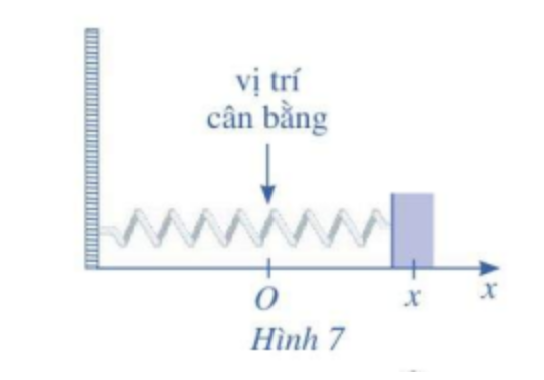 vị trí
cân bằng
O
x
x
Hình 7